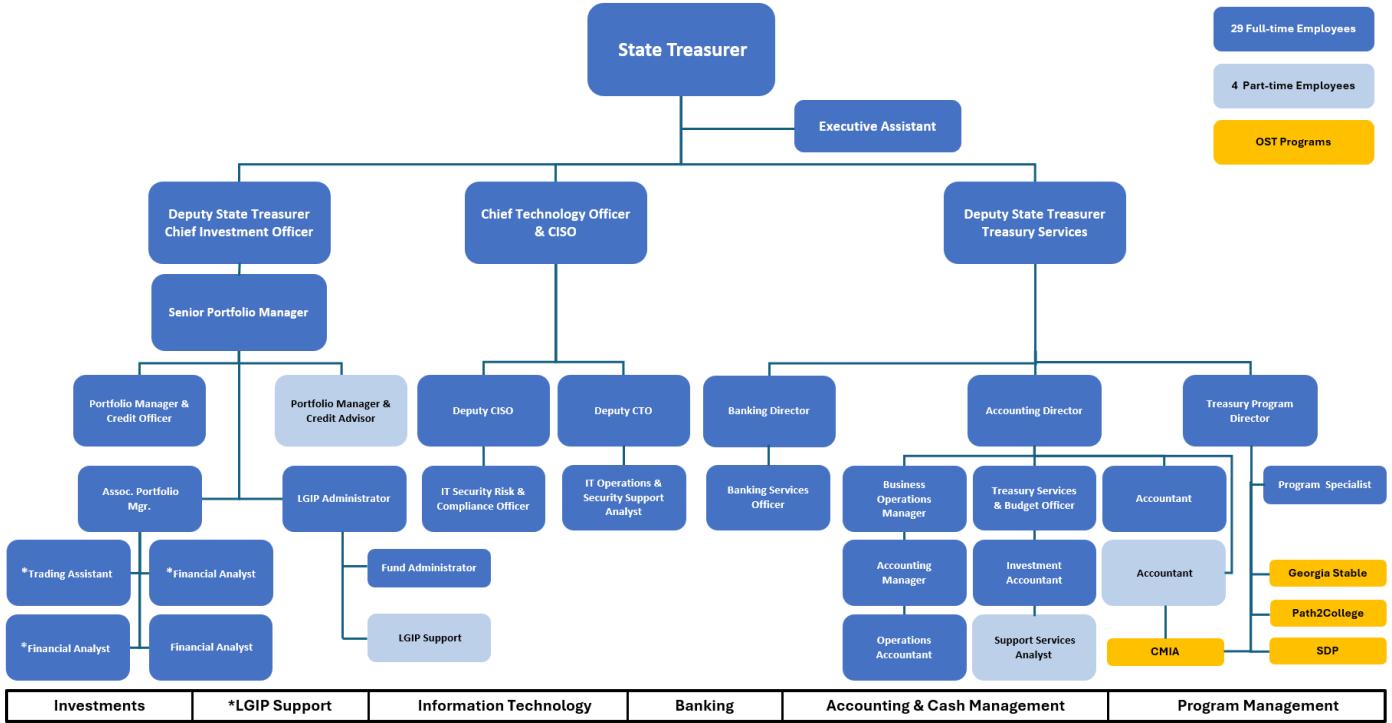 State Treasurer
29 Full-time Employees
4 Part-time Employees
OST Programs
Executive Assistant
Deputy State Treasurer
Chief Investment Officer
Chief Technology Officer
& CISO
Deputy State Treasurer
Treasury Services
Senior Portfolio Manager
Portfolio Manager &
Credit Officer
Portfolio Manager &
Credit Advisor
Deputy CISO
Deputy CTO
Banking Director
Accounting Director
Treasury Program
Director
Assoc. Portfolio
Mgr.
LGIP Administrator
IT Security Risk &
Compliance Officer
IT Operations &
Security Support
Analyst
Banking Services
Officer
Business
Operations
Manager
Treasury Services
& Budget Officer
Accountant
Program Specialist
*Trading Assistant
*Financial Analyst
Fund Administrator
Accounting
Manager
Investment
Accountant
Accountant
Georgia Stable
Path2College
*Financial Analyst
Financial Analyst
LGIP Support
Operations
Accountant
Support Services
Analyst
CMIA
SDP
Investments
*LGIP Support
Information Technology
Banking
Accounting & Cash Management
Program Management